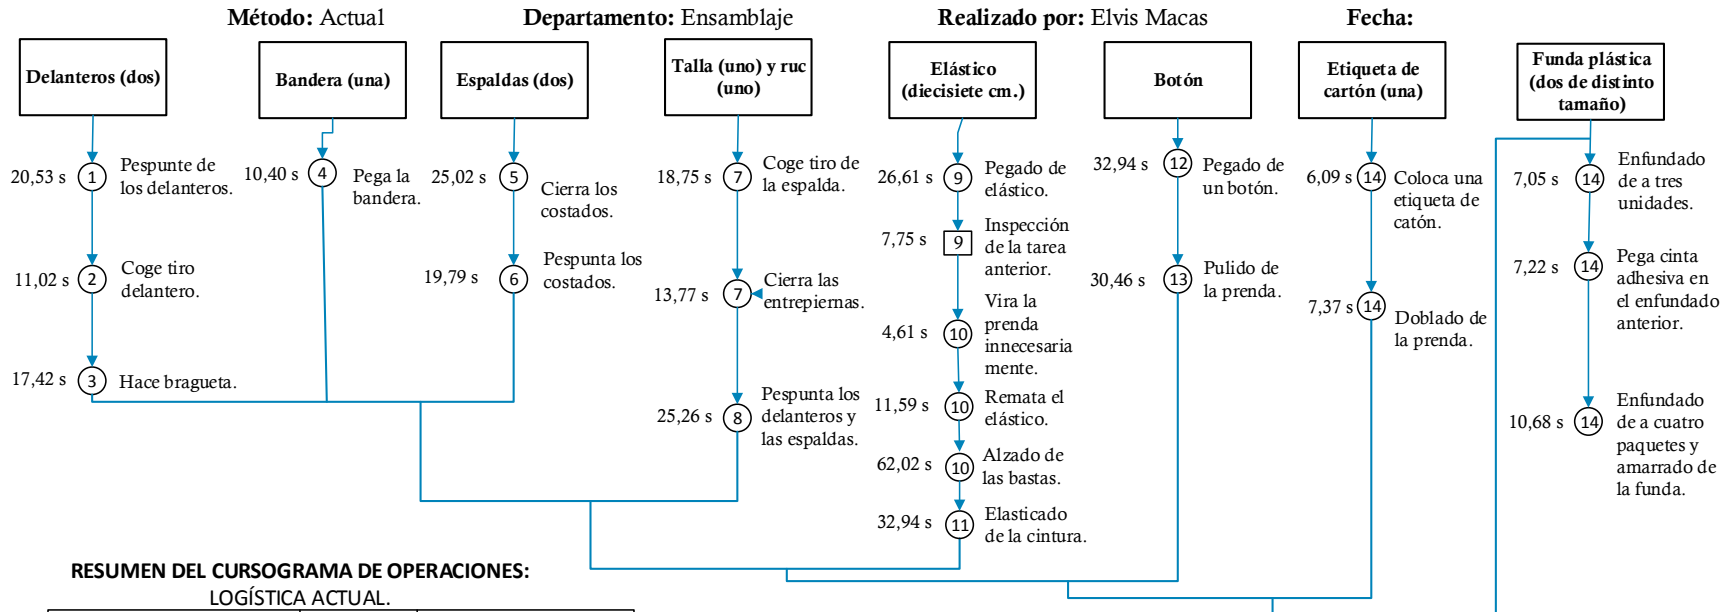 Método: Actual
Departamento: Ensamblaje
Realizado por: Elvis Macas
Fecha:
Delanteros (dos)
20,53 s
1
Pespunte de
los delanteros.
11,02 s
2
Coge tiro
delantero.
17,42 s
3
Hace bragueta.
Bandera (una)
10,40 s
4
Pega la
bandera.
Espaldas (dos)
25,02 s
5
Cierra los
costados.
19,79 s
6
Pespunta los
costados.
Talla (uno) y ruc
(uno)
18,75 s
7
Coge tiro de
la espalda.
13,77 s
7
Cierra las
entrepiernas.
25,26 s
8
Pespunta los
delanteros y
las espaldas.
Elástico
(diecisiete cm.)
26,61 s
9
Pegado de
elástico.
7,75 s
9
Inspección
de la tarea
anterior.
4,61 s
10
Vira la
prenda
innecesaria
mente.
11,59 s
10
Remata el
elástico.
62,02 s
10
Alzado de
las bastas.
32,94 s
11
Elasticado
de la cintura.
Botón
32,94 s
12
Pegado de
un botón.
30,46 s
13
Pulido de
la prenda.
Etiqueta de
cartón (una)
6,09 s
14
Coloca una
etiqueta de
catón.
7,37 s
14
Doblado de
la prenda.
Funda plástica
(dos de distinto
tamaño)
7,05 s
14
Enfundado
de a tres
unidades.
7,22 s
14
Pega cinta
adhesiva en
el enfundado
anterior.
10,68 s
14
Enfundado
de a cuatro
paquetes y
amarrado de
la funda.
RESUMEN DEL CURSOGRAMA DE OPERACIONES:
LOGÍSTICA ACTUAL.